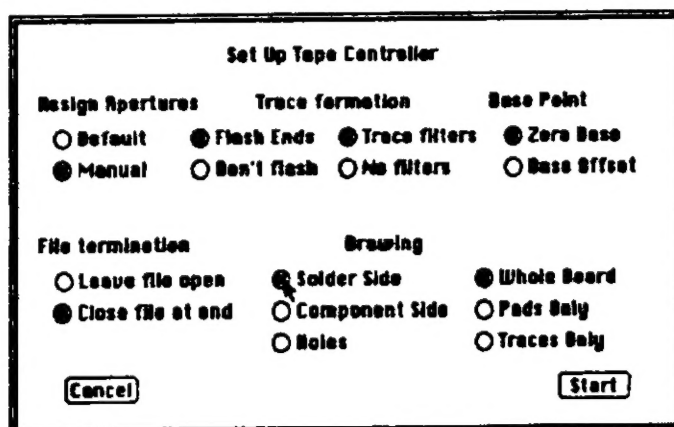 Set Up Tape Controller
Assign Apertures Trace formation Base Point
Default Flash Ends Trace filters Zero Base
Manual Don't flash No filters Base Offset
File termination Drawing
Leave file open Solder Side Whole Board
Close file at end Component Side Pads Only
Holes Traces Only
Cancel Start